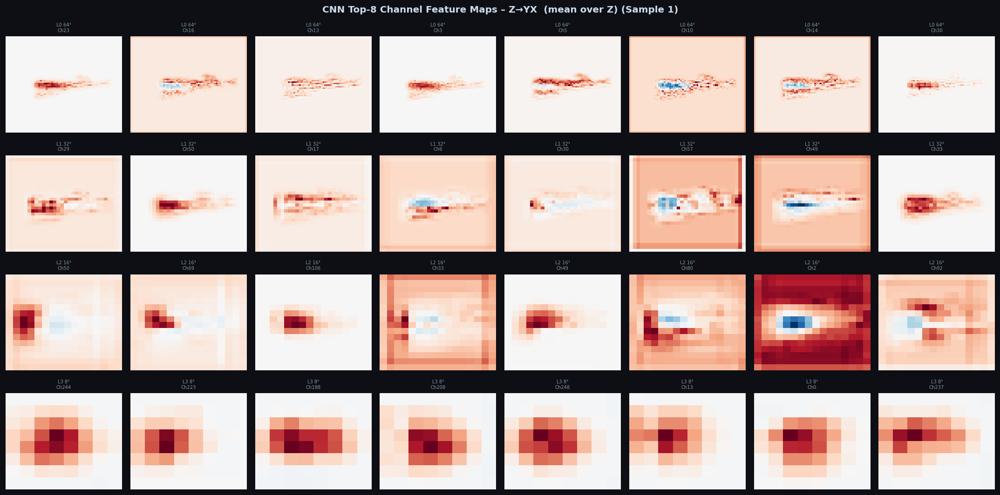 CNN Top-8 Channel Feature Maps – Z→YX  (mean over Z) (Sample 1)
L0 64³
Ch23
L0 64³
Ch16
L0 64³
Ch13
L0 64³
Ch3
L0 64³
Ch5
L0 64³
Ch10
L0 64³
Ch14
L0 64³
Ch30
L1 32³
Ch29
L1 32³
Ch50
L1 32³
Ch17
L1 32³
Ch6
L1 32³
Ch30
L1 32³
Ch57
L1 32³
Ch49
L1 32³
Ch33
L2 16³
Ch50
L2 16³
Ch69
L2 16³
Ch106
L2 16³
Ch33
L2 16³
Ch49
L2 16³
Ch80
L2 16³
Ch2
L2 16³
Ch92
L3 8³
Ch244
L3 8³
Ch223
L3 8³
Ch188
L3 8³
Ch208
L3 8³
Ch248
L3 8³
Ch13
L3 8³
Ch0
L3 8³
Ch237